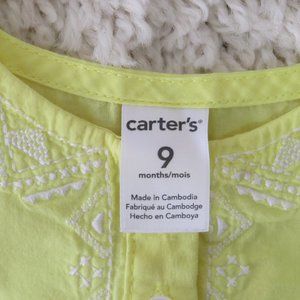 carter's®
9
months/mois
Made in Cambodia
Fabriqué au Cambodge
Hecho en Camboya